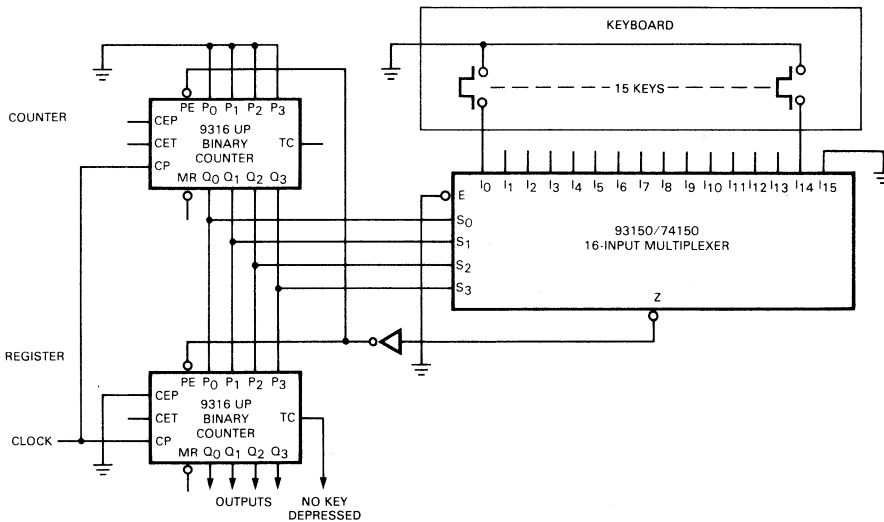 KEYBOARD
15 KEYS
COUNTER
PE P0 P1 P2 P3
CEP
9316 UP
CET
BINARY
TC
CP
COUNTER
MR Q0 Q1 Q2 Q3
I0 I1 I2 I3 I4 I5 I6 I7 I8 I9 I10 I11 I12 I13 I14 I15
E
S0
93150/74150
S1
16-INPUT MULTIPLEXER
S2
S3
Z
REGISTER
PE P0 P1 P2 P3
CEP
9316 UP
CET
BINARY
TC
CLOCK
CP
COUNTER
MR Q0 Q1 Q2 Q3
OUTPUTS
NO KEY
DEPRESSED